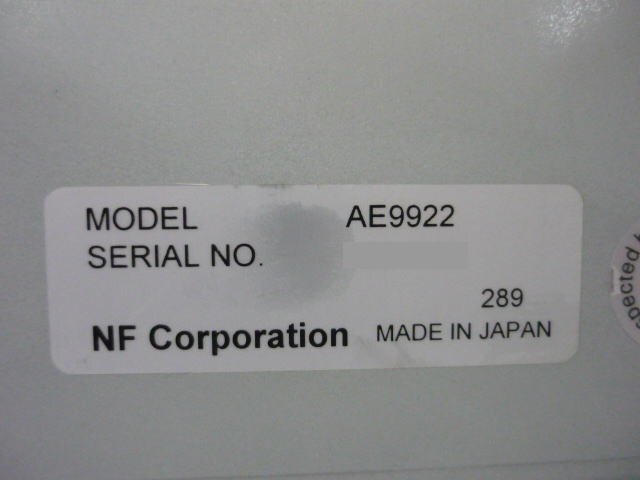 MODEL AE9922
SERIAL NO.
289
NF Corporation MADE IN JAPAN